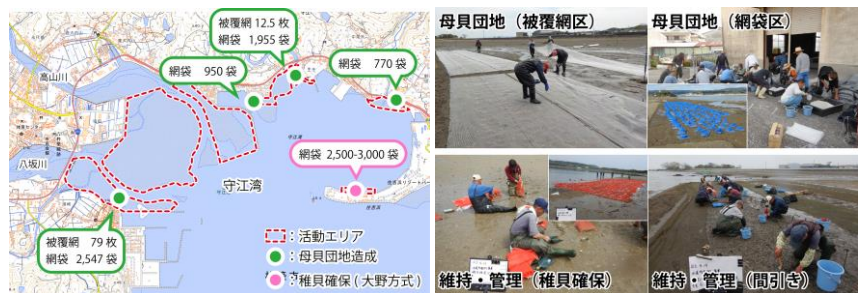 被覆網 12.5 枚
網袋 1,955 袋
網袋 950 袋
網袋 770 袋
高山川
八坂川
守江湾
網袋 2,500-3,000 袋
被覆網 79 枚
網袋 2,547 袋
:活動エリア
:母貝団地造成
:稚貝確保(大野方式)
母貝団地(被覆網区)
母貝団地(網袋区)
維持・管理(稚貝確保)
維持・管理(間引き)